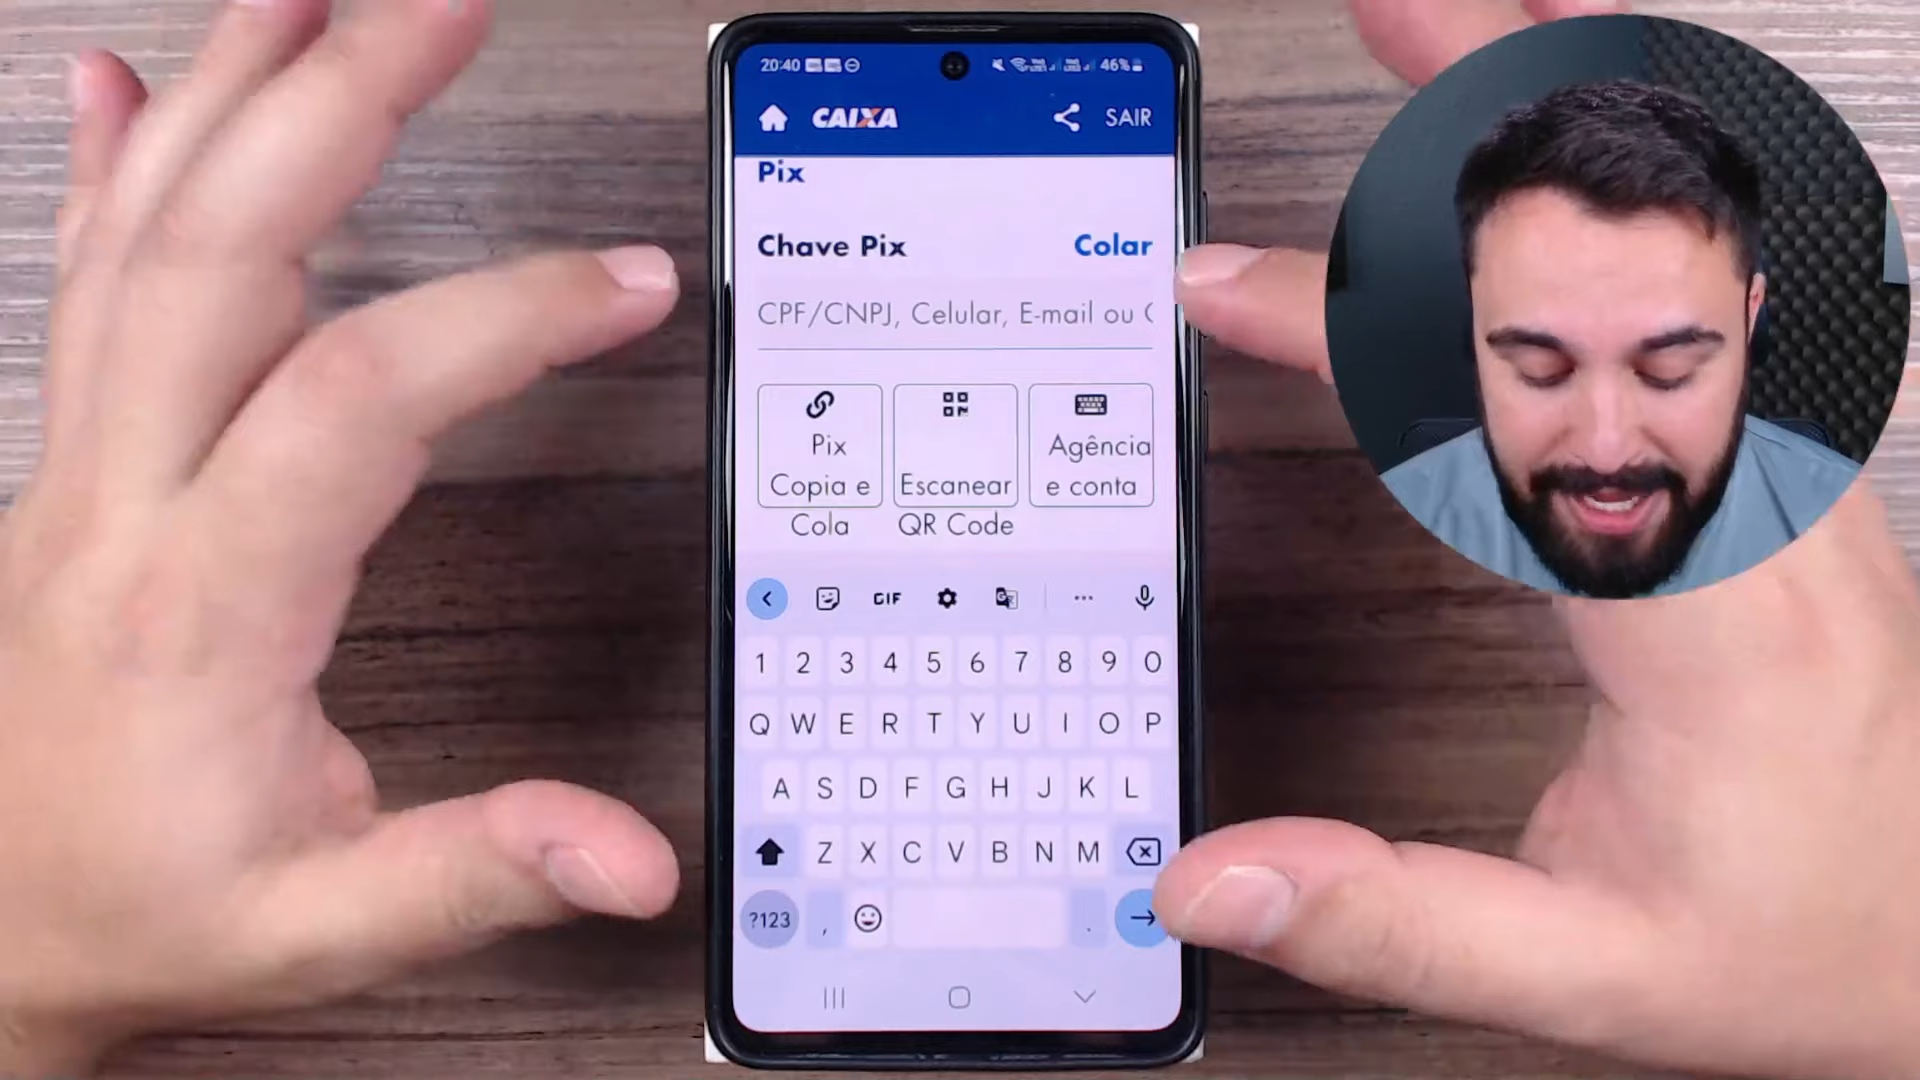 20:40 46%
CAIXA SAIR
Pix
Chave Pix Colar
CPF/CNPJ, Celular, E-mail ou
Pix
Copia e
Cola
Escanear
QR Code
Agência
e conta
GIF
1 2 3 4 5 6 7 8 9 0
Q W E R T Y U I O P
A S D F G H J K L
Z X C V B N M
?123 , .